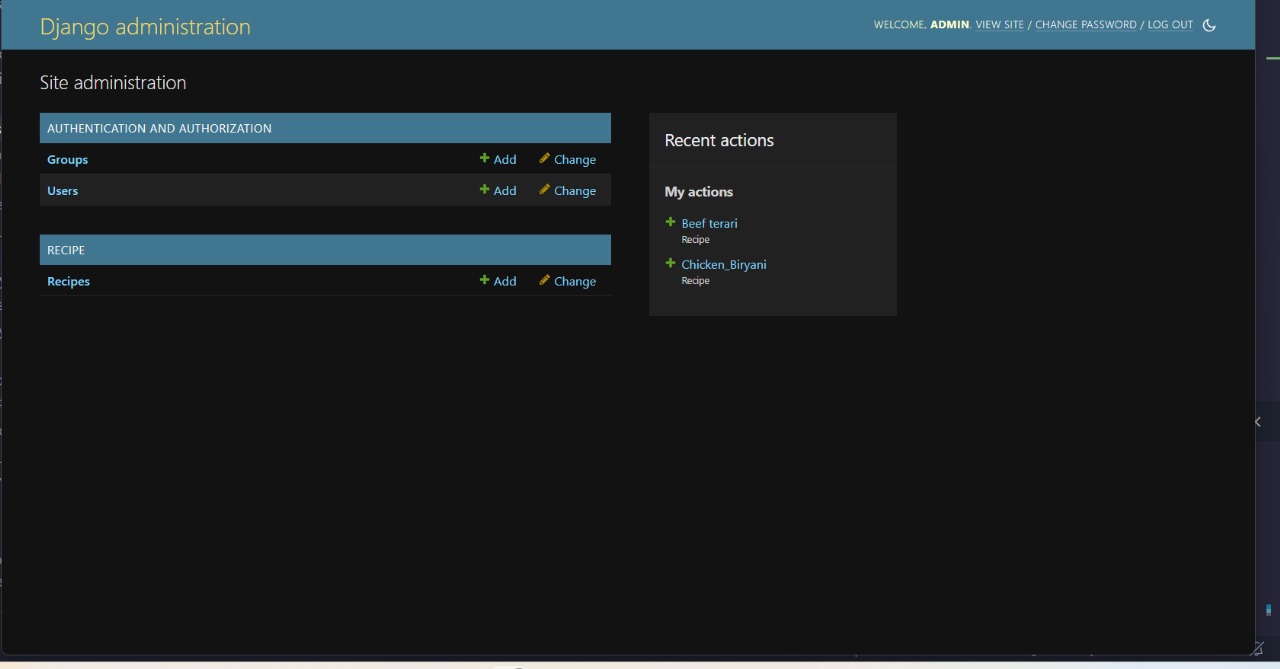 Django administration
WELCOME, ADMIN. VIEW SITE / CHANGE PASSWORD / LOG OUT
Site administration
AUTHENTICATION AND AUTHORIZATION
Groups Add Change
Users Add Change
RECIPE
Recipes Add Change
Recent actions
My actions
Beef terari
Recipe
Chicken_Biryani
Recipe